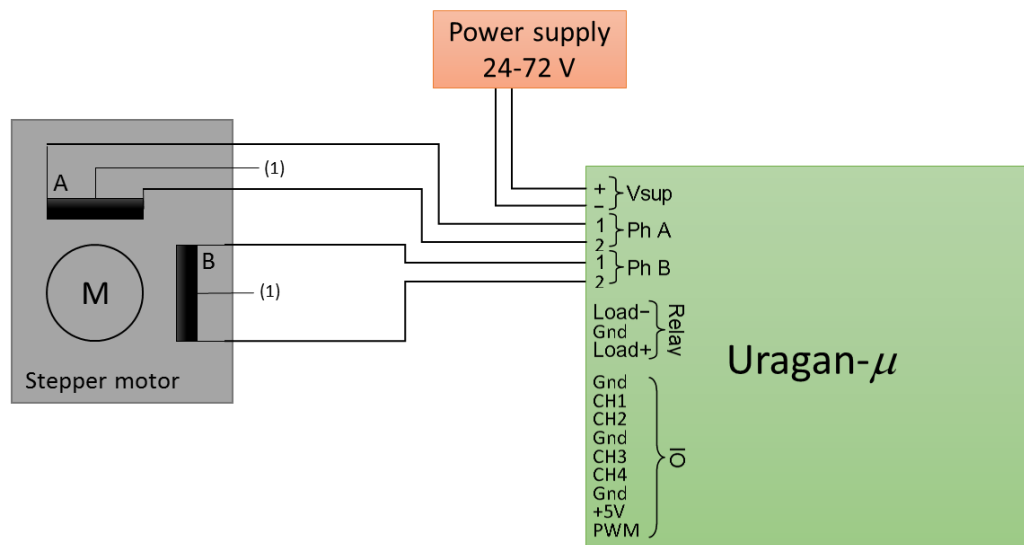 Power supply
24-72 V
A
(1)
B
(1)
M
Stepper motor
+
−
Vsup
1
2
Ph A
1
2
Ph B
Load−
Gnd
Load+
Relay
Uragan-μ
Gnd
CH1
CH2
Gnd
CH3
CH4
Gnd
+5V
PWM
IO